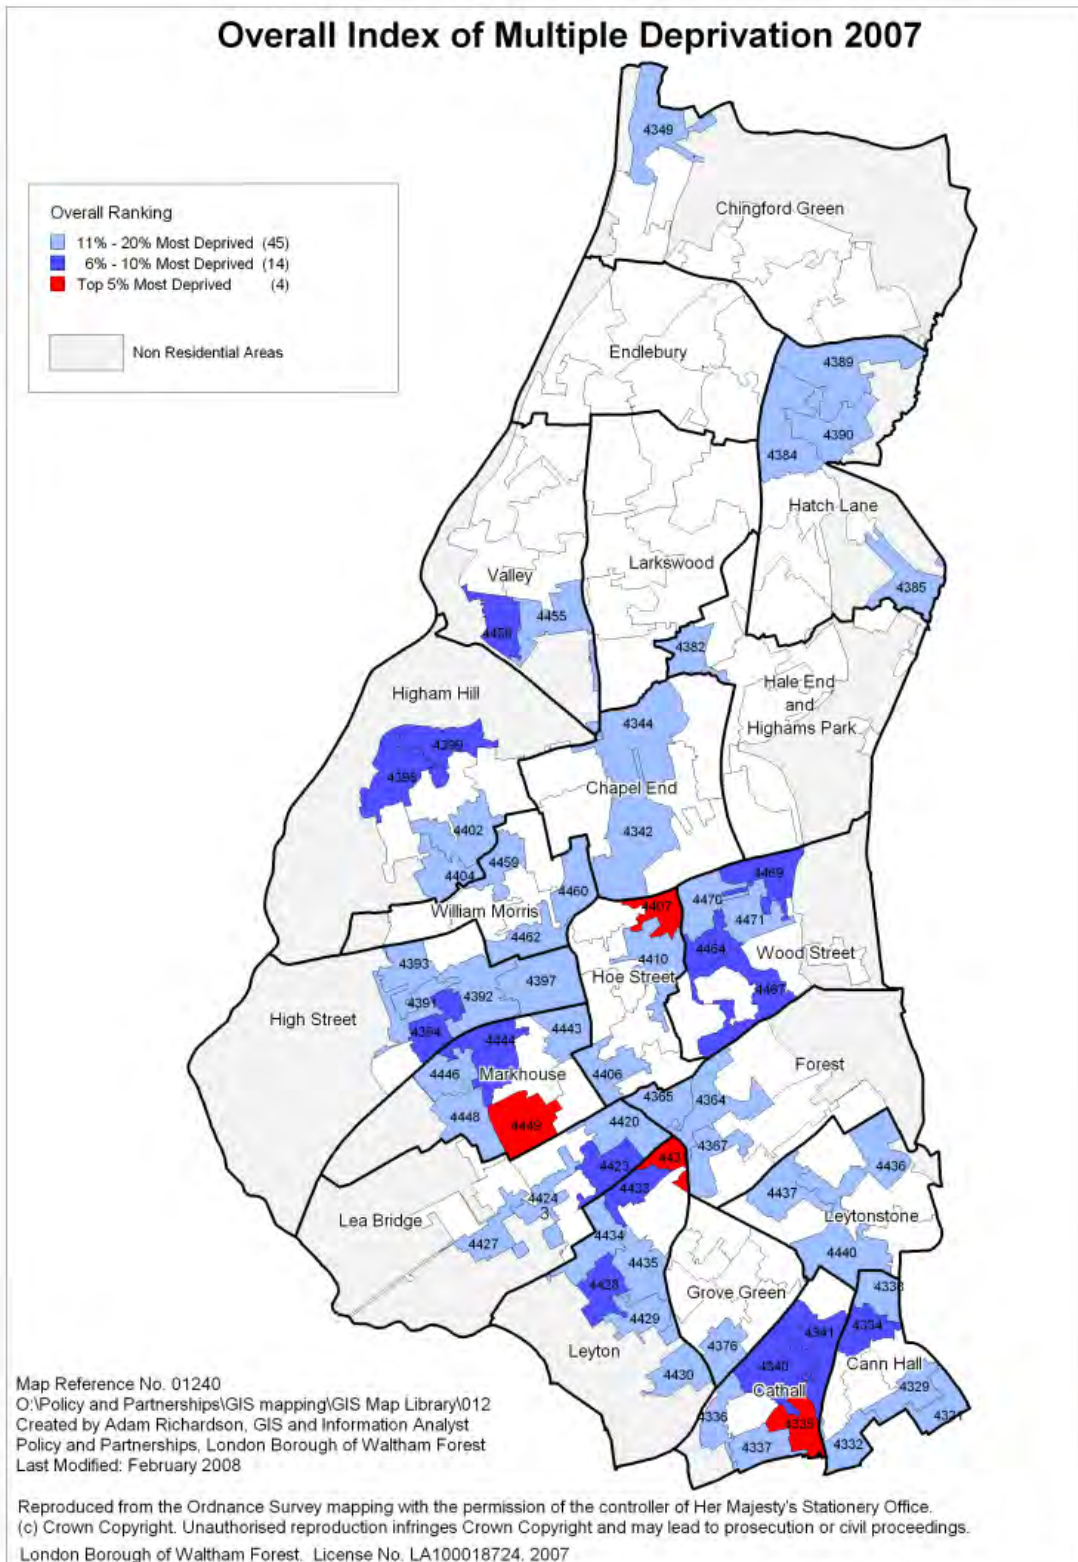 Overall Index of Multiple Deprivation 2007
4349
Chingford Green
Overall Ranking
11% - 20% Most Deprived (45)
6% - 10% Most Deprived (14)
Top 5% Most Deprived (4)
Non Residential Areas
Endlebury
4389
4390
4384
Hatch Lane
Larkswood
Valley
4385
4455
4382
Hale End
and
Highams Park
Higham Hill
4344
4399
Chapel End
4402
4342
4459
4404
4460
4469
4407
4470
William Morris
4471
4462
4464
Wood Street
4393
4410
Hoe Street
4397
4392
4391
4467
High Street
4394
4443
4444
Forest
4446
Markhouse
4406
4365
4364
4448
4449
4420
4367
4423
4436
4433
4437
4424
3
Lea Bridge
Leytonstone
4434
4427
4440
4435
4428
Grove Green
4429
4341
4334
4376
Leyton
4340
Cann Hall
4430
Cathall
4329
4336
4335
4337
4332
Map Reference No. 01240
O:\Policy and Partnerships\GIS mapping\GIS Map Library\012
Created by Adam Richardson, GIS and Information Analyst
Policy and Partnerships, London Borough of Waltham Forest
Last Modified: February 2008
Reproduced from the Ordnance Survey mapping with the permission of the controller of Her Majesty's Stationery Office.
(c) Crown Copyright. Unauthorised reproduction infringes Crown Copyright and may lead to prosecution or civil proceedings.
London Borough of Waltham Forest. License No. LA100018724, 2007